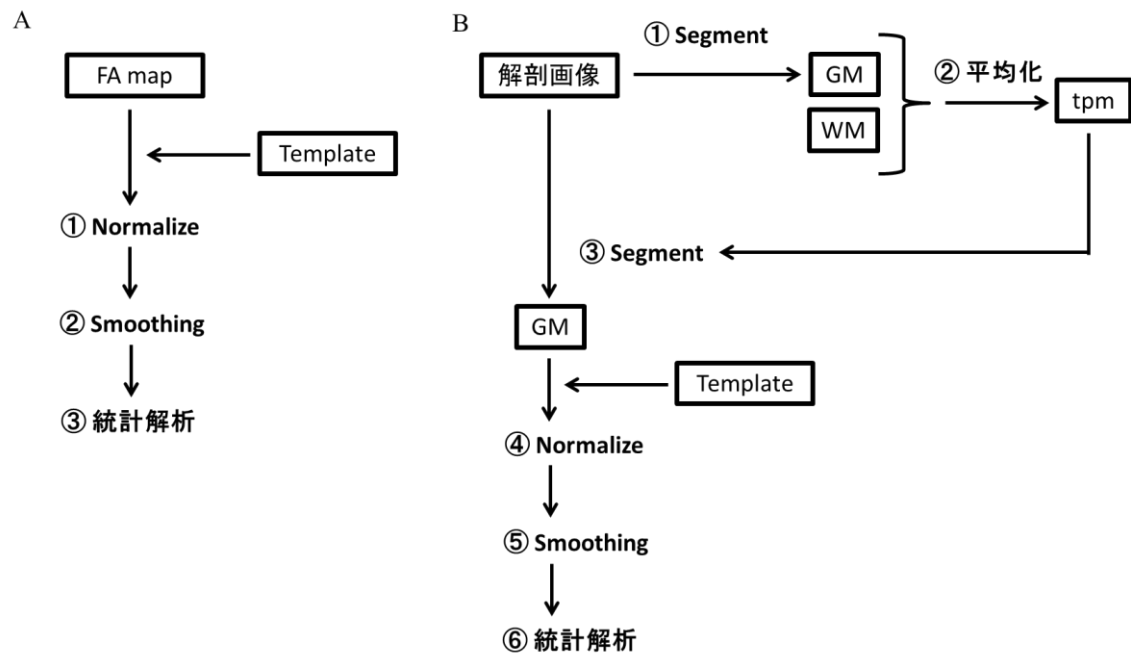 A
FA map
Template
① Normalize
② Smoothing
③ 統計解析
B
解剖画像
① Segment
GM
WM
② 平均化
tpm
③ Segment
GM
Template
④ Normalize
⑤ Smoothing
⑥ 統計解析